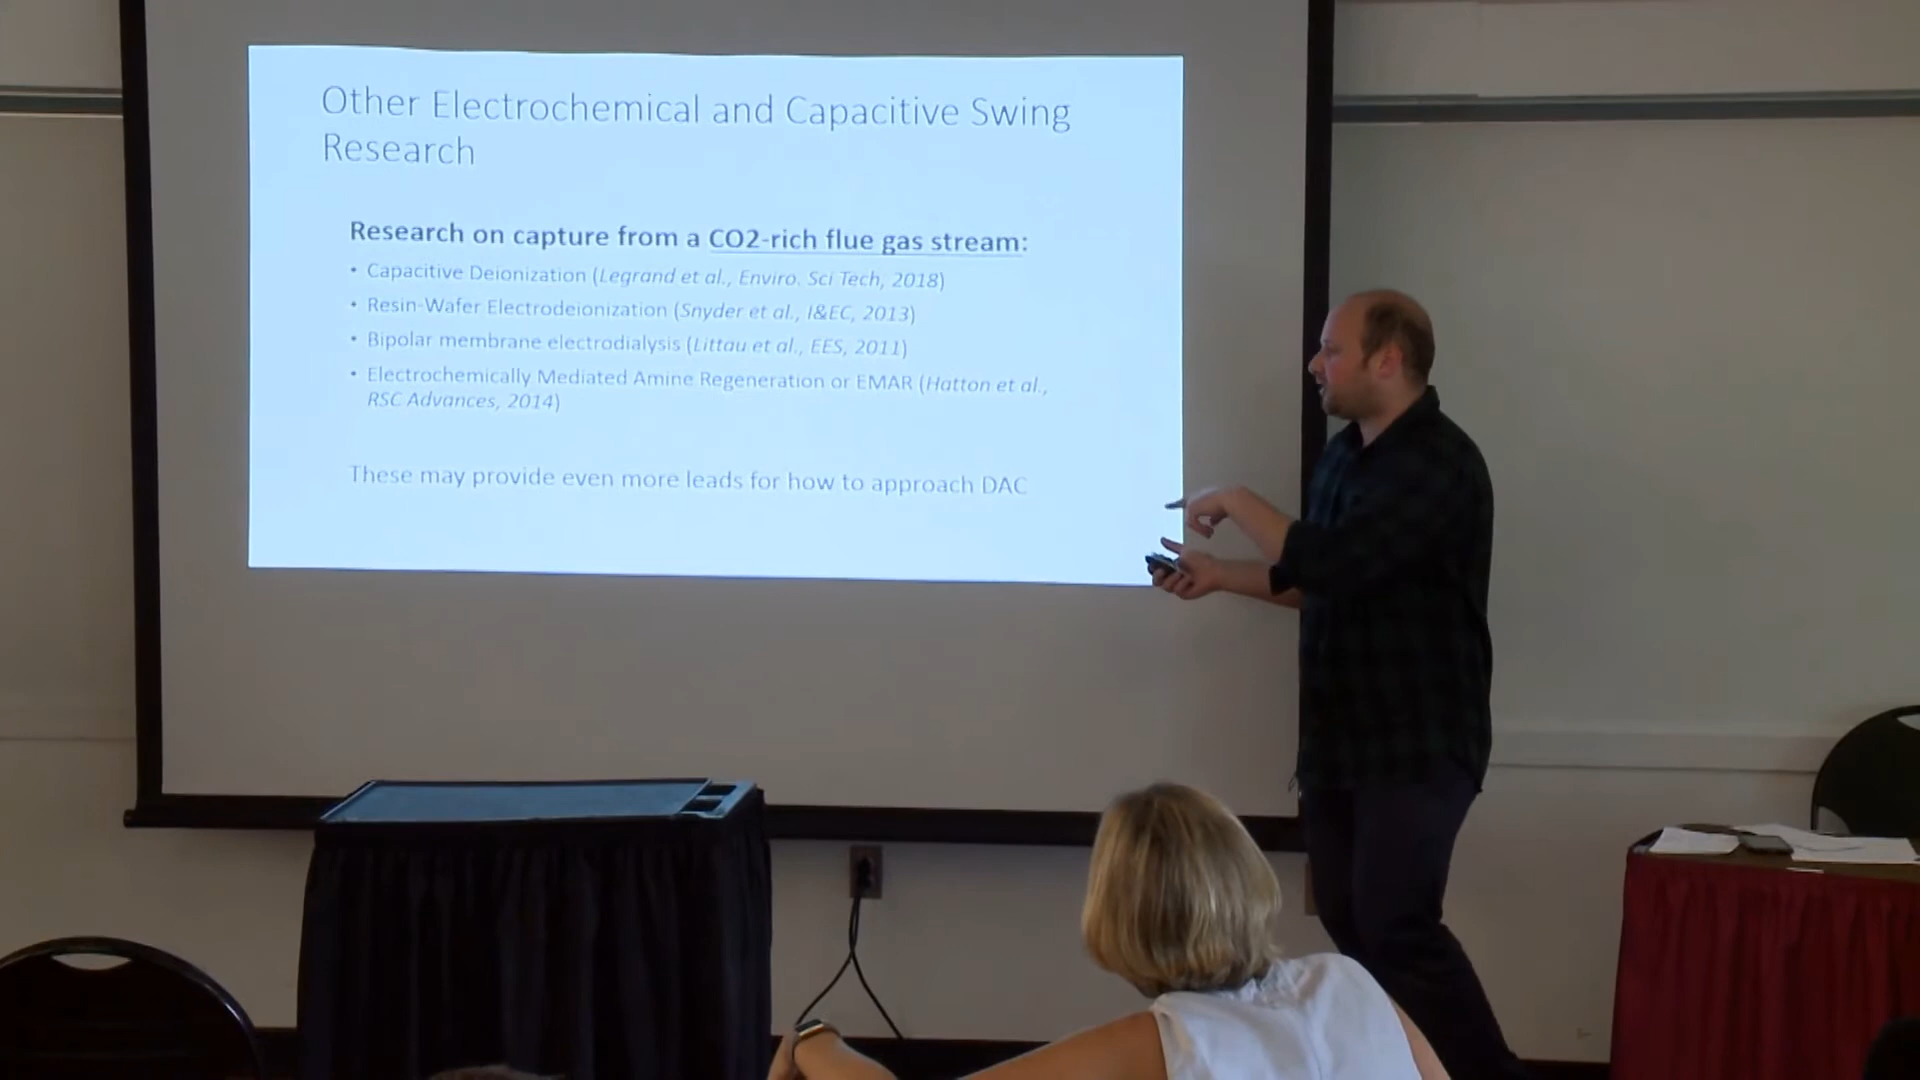 Other Electrochemical and Capacitive Swing
Research
Research on capture from a CO2-rich flue gas stream:
• Capacitive Deionization (Legrand et al., Enviro. Sci Tech, 2018)
• Resin-Wafer Electrodeionization (Snyder et al., I&EC, 2013)
• Bipolar membrane electrodialysis (Littau et al., EES, 2011)
• Electrochemically Mediated Amine Regeneration or EMAR (Hatton et al.,
RSC Advances, 2014)
These may provide even more leads for how to approach DAC